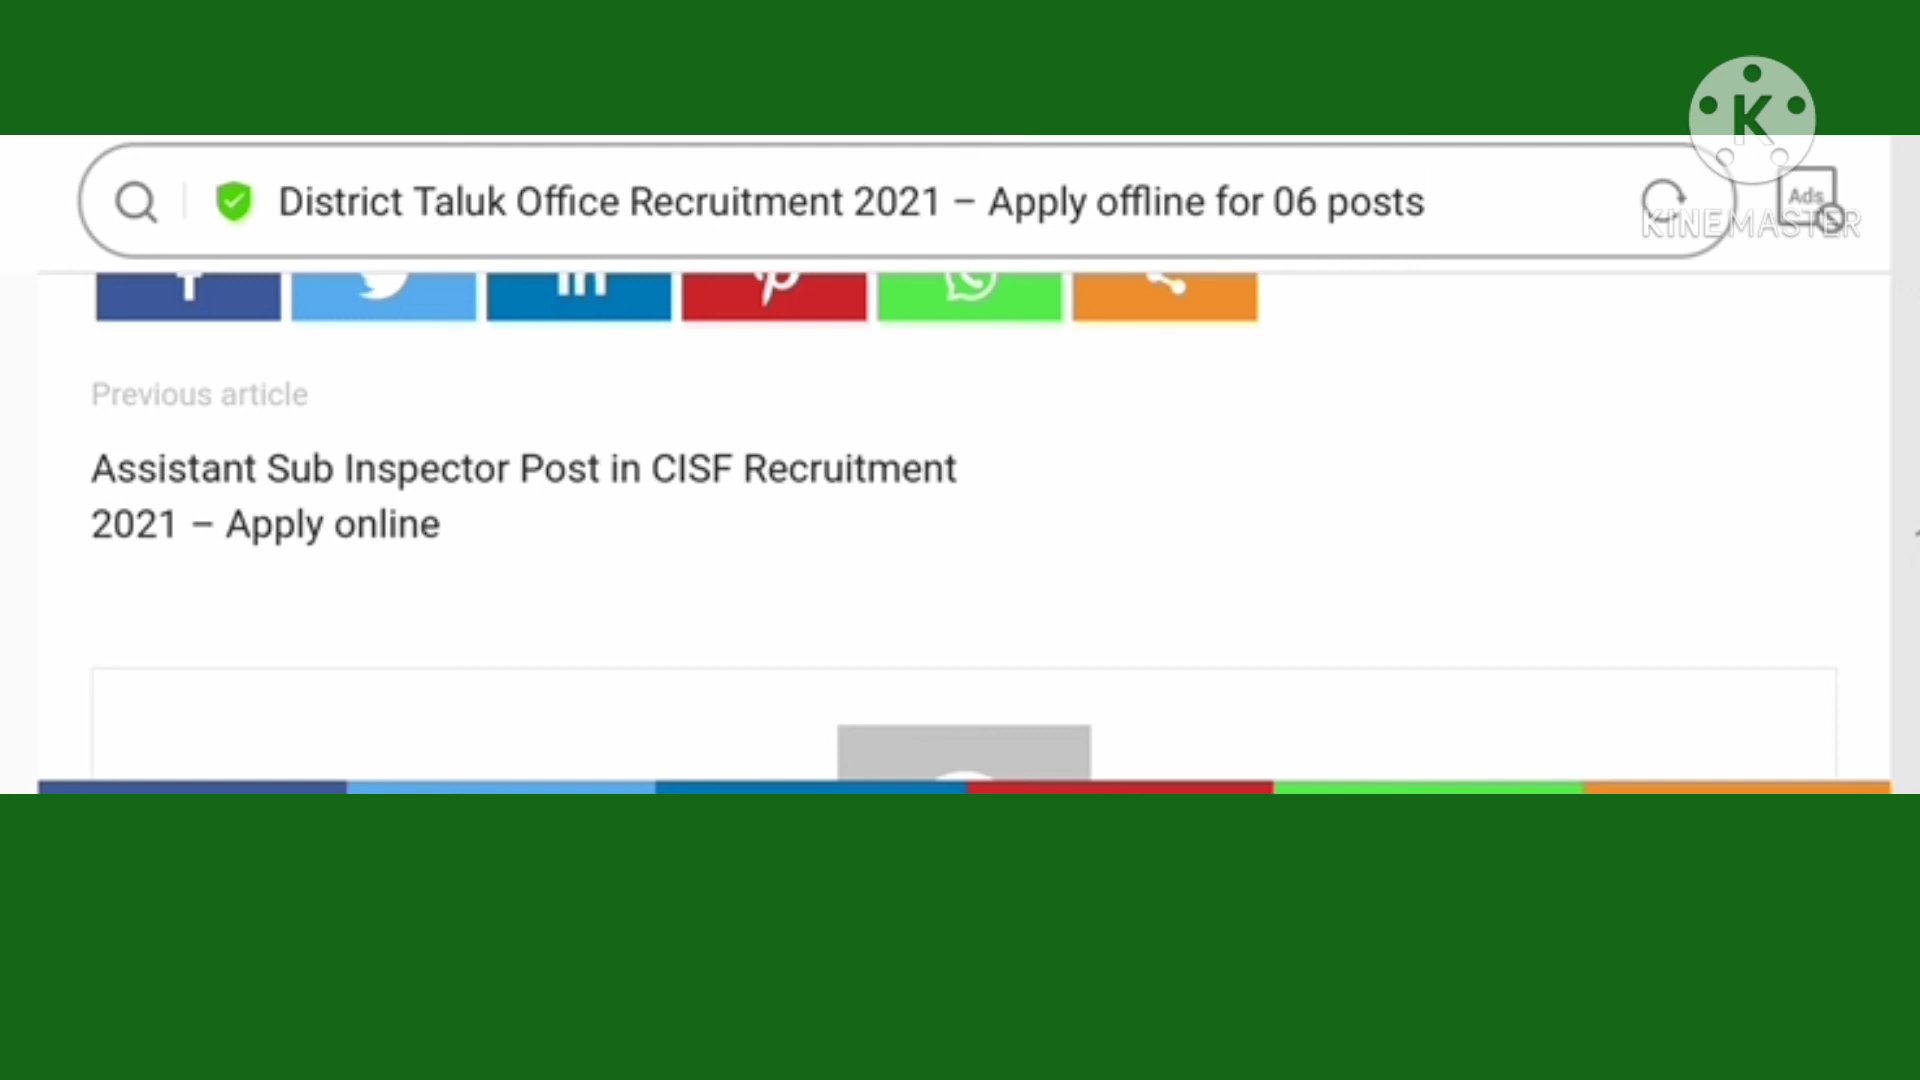 K
KINEMASTER
District Taluk Office Recruitment 2021 – Apply offline for 06 posts
Ads
Previous article
Assistant Sub Inspector Post in CISF Recruitment
2021 – Apply online